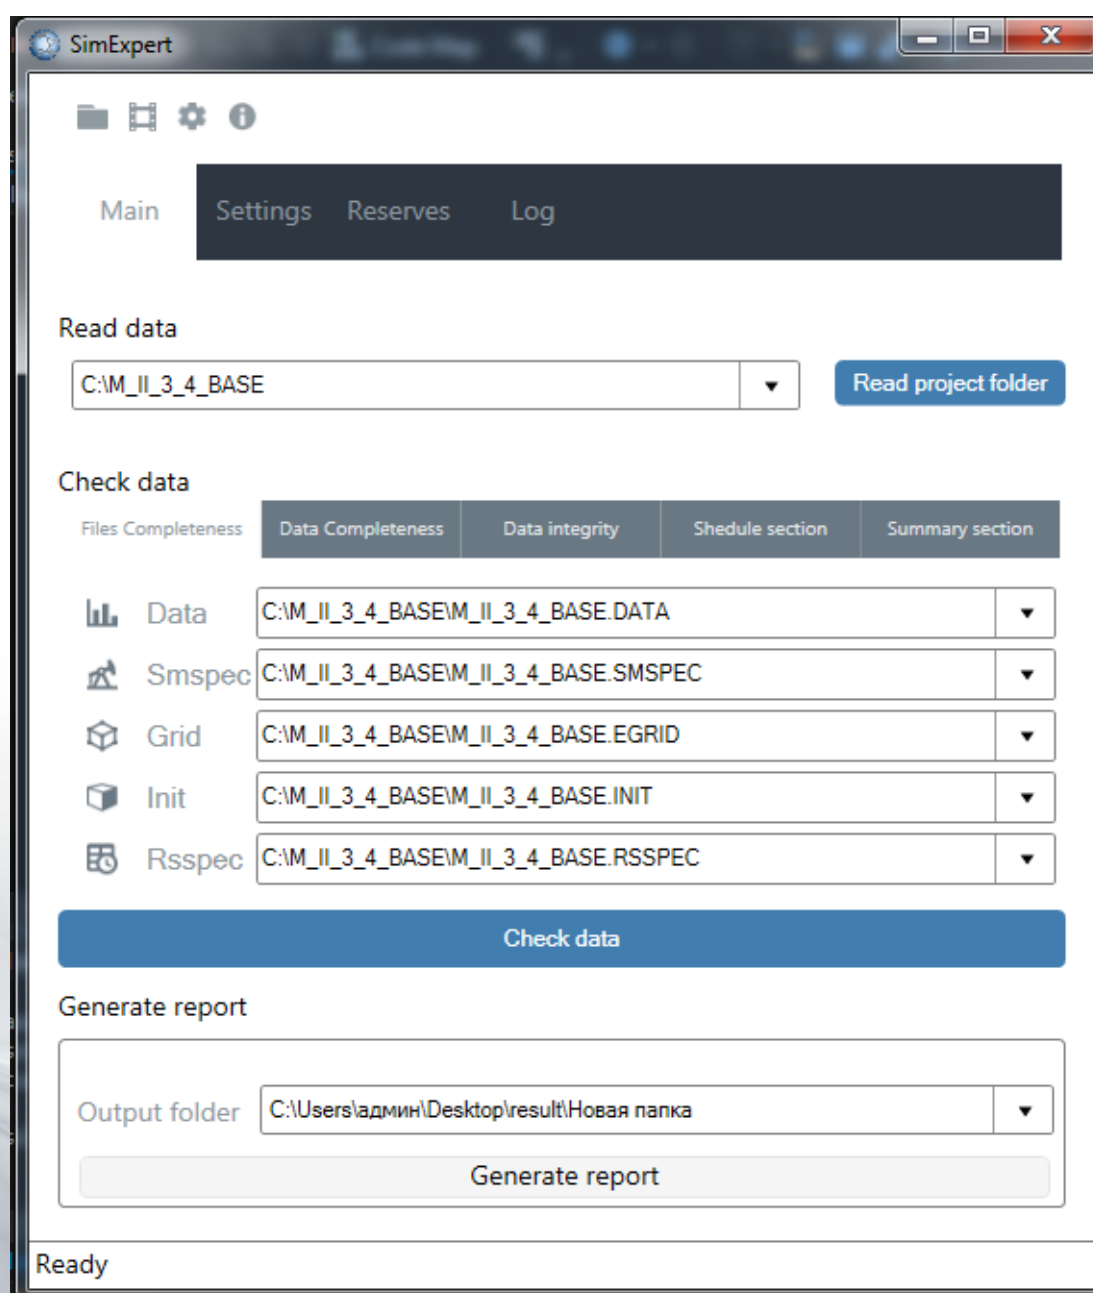 SimExpert
Main Settings Reserves Log
Read data
C:\M_II_3_4_BASE Read project folder
Check data
Files Completeness Data Completeness Data integrity Shedule section Summary section
Data C:\M_II_3_4_BASE\M_II_3_4_BASE.DATA
Smspec C:\M_II_3_4_BASE\M_II_3_4_BASE.SMSPEC
Grid C:\M_II_3_4_BASE\M_II_3_4_BASE.EGRID
Init C:\M_II_3_4_BASE\M_II_3_4_BASE.INIT
Rsspec C:\M_II_3_4_BASE\M_II_3_4_BASE.RSSPEC
Check data
Generate report
Output folder C:\Users\админ\Desktop\result\Новая папка
Generate report
Ready